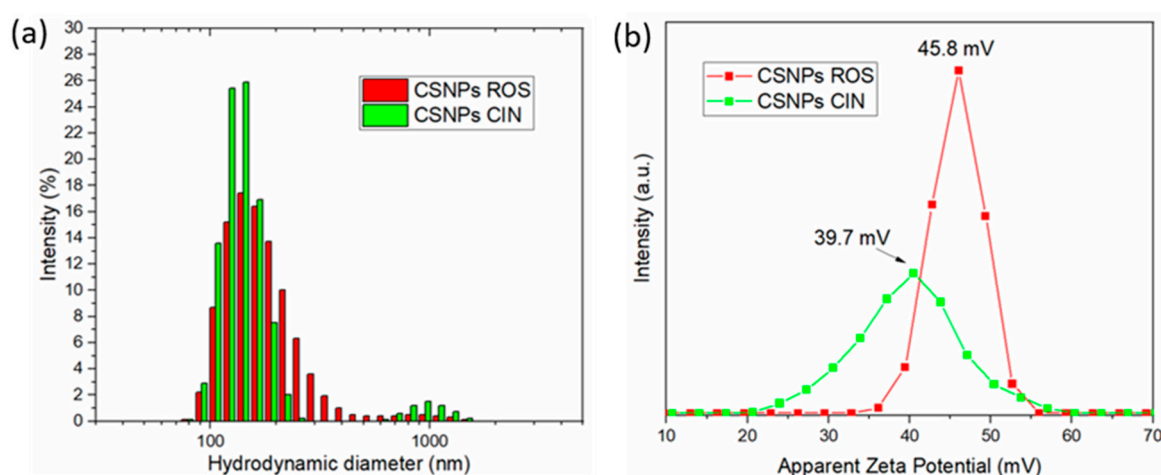 (a)
30
28
26
24
22
20
18
16
14
12
10
8
6
4
2
0
Intensity (%)
CSNPs ROS
CSNPs CIN
100
1000
Hydrodynamic diameter (nm)
(b)
45.8 mV
CSNPs ROS
CSNPs CIN
39.7 mV
Intensity (a.u.)
10 20 30 40 50 60 70
Apparent Zeta Potential (mV)